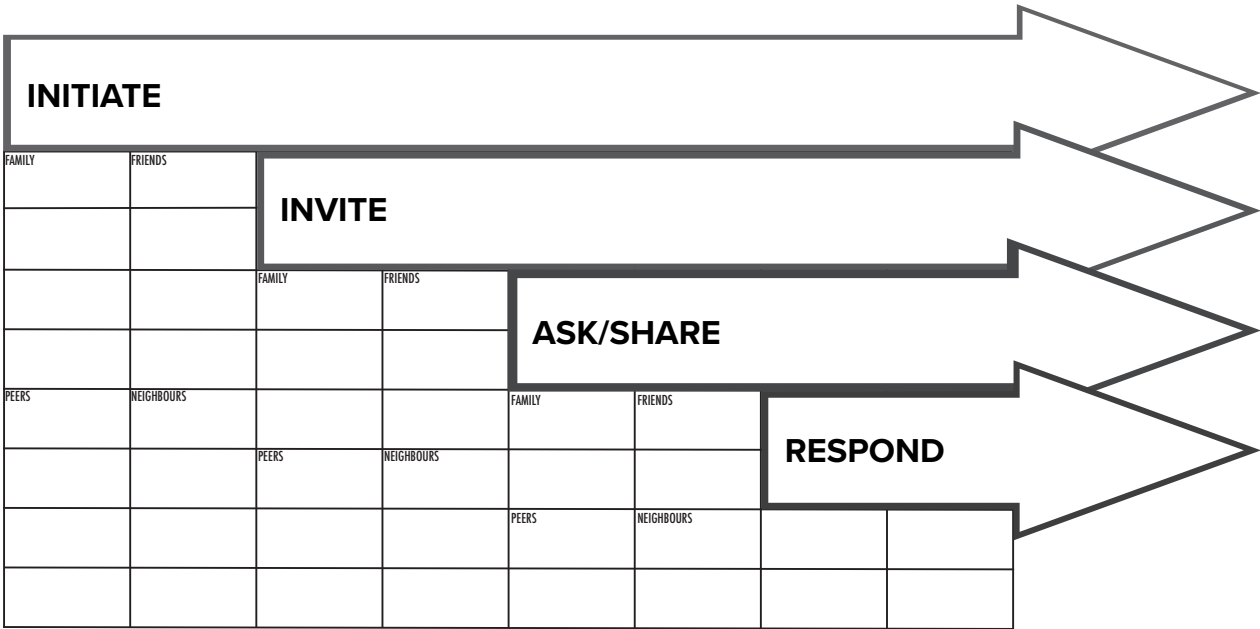 INITIATE
FAMILY FRIENDS
INVITE
FAMILY FRIENDS
ASK/SHARE
PEERS NEIGHBOURS
FAMILY FRIENDS
RESPOND
PEERS NEIGHBOURS
PEERS NEIGHBOURS